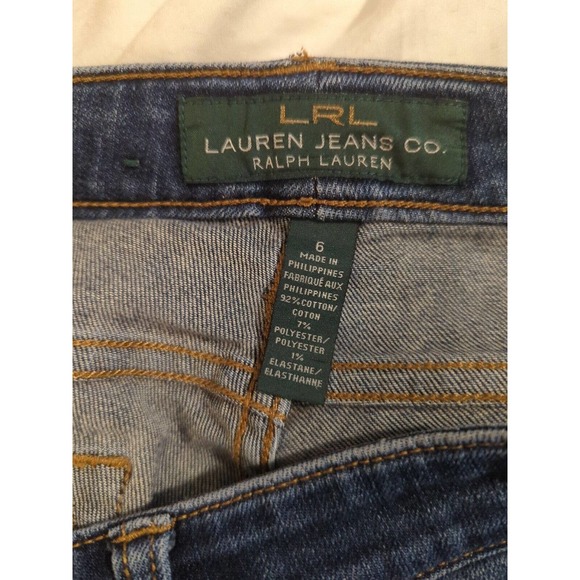 LRL
LAUREN JEANS CO.
RALPH LAUREN
6
MADE IN
PHILIPPINES
FABRIQUÉ AUX
PHILIPPINES
92% COTTON/
COTON
7%
POLYESTER/
POLYESTER
1%
ELASTANE/
ELASTHANNE